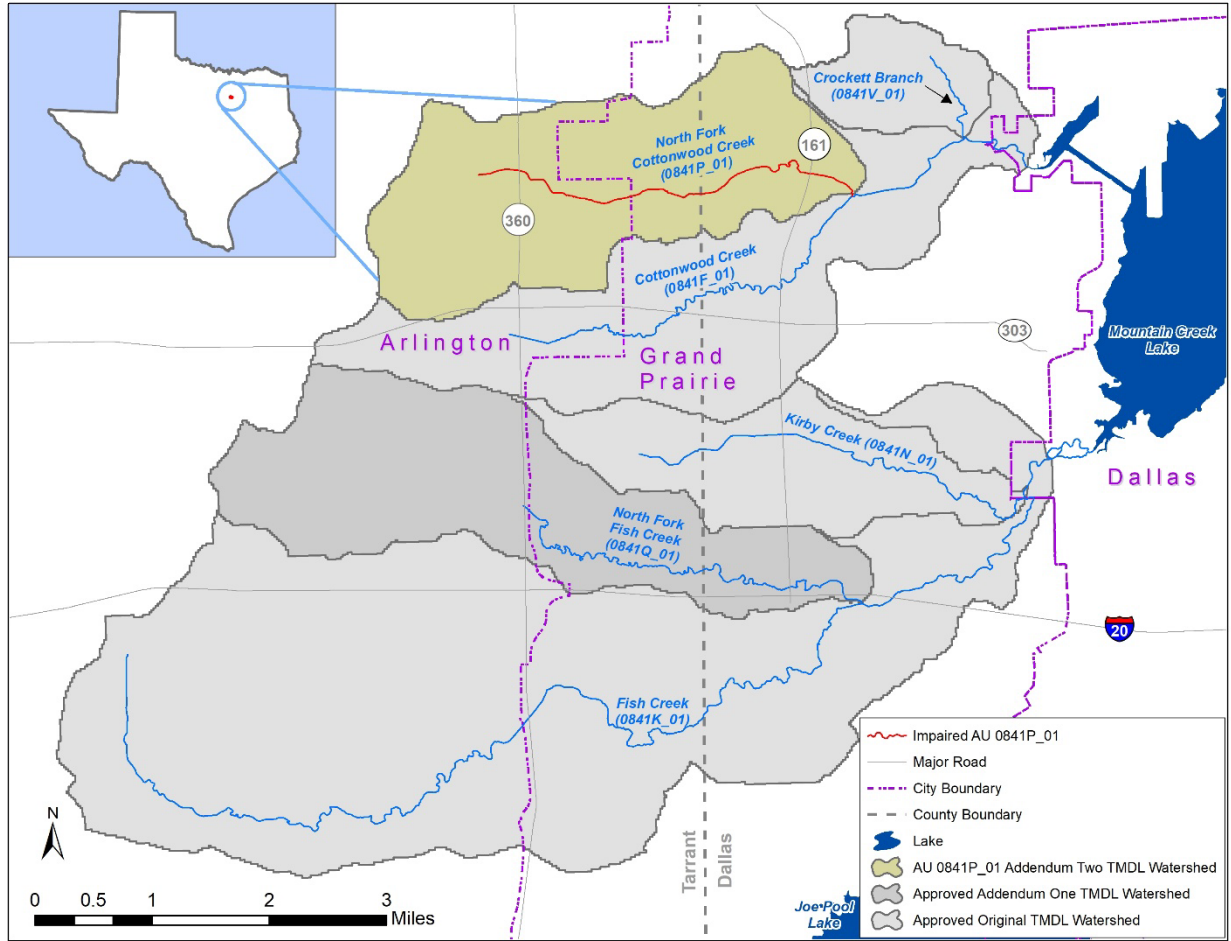 Crockett Branch
(0841V_01)
North Fork
Cottonwood Creek
(0841P_01)
161
360
Cottonwood Creek
(0841F_01)
303
Mountain Creek
Lake
Arlington
Grand
Prairie
Kirby Creek (0841N_01)
Dallas
North Fork
Fish Creek
(0841Q_01)
20
Fish Creek
(0841K_01)
Tarrant
Dallas
Joe Pool
Lake
N
0 0.5 1 2 3
Miles
Impaired AU 0841P_01
Major Road
City Boundary
County Boundary
Lake
AU 0841P_01 Addendum Two TMDL Watershed
Approved Addendum One TMDL Watershed
Approved Original TMDL Watershed